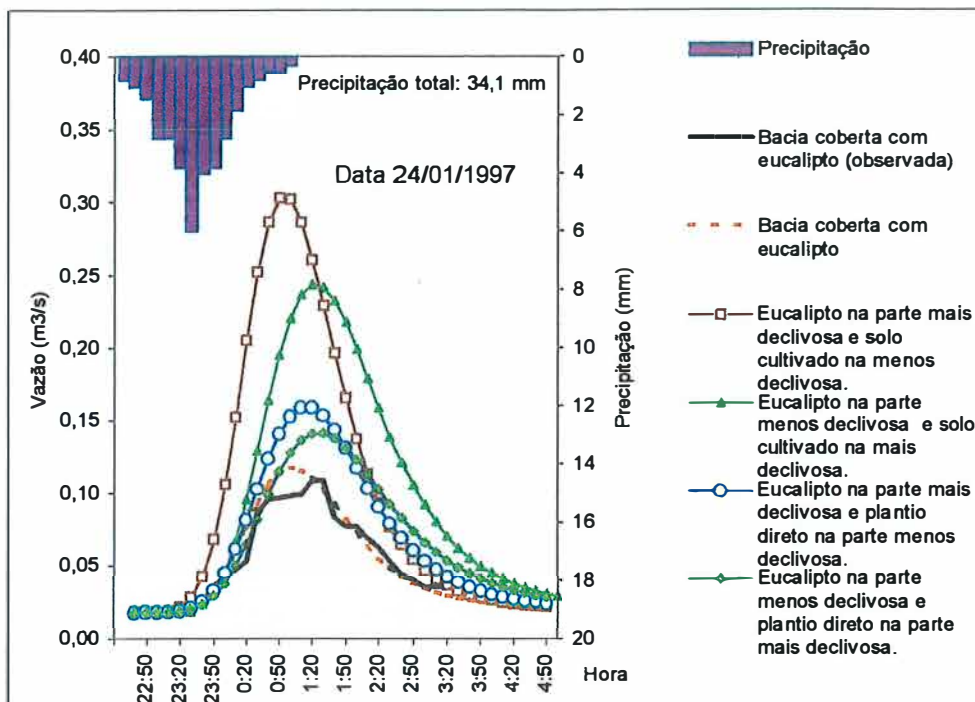 0,40
0,35
0,30
0,25
0,20
0,15
0,10
0,05
0,00
Vazão (m3/s)
Precipitação total: 34,1 mm
Data 24/01/1997
0
2
4
6
8
10
12
14
16
18
20
Precipitação (mm)
22:50
23:20
23:50
0:20
0:50
1:20
1:50
2:20
2:50
3:20
3:50
4:20
4:50
Hora
Precipitação
Bacia coberta com
eucalipto (observada)
Bacia coberta com
eucalipto
Eucalipto na parte mais
declivosa e solo
cultivado na menos
declivosa.
Eucalipto na parte
menos declivosa e solo
cultivado na mais
declivosa.
Eucalipto na parte mais
declivosa e plantio
direto na parte menos
declivosa.
Eucalipto na parte
menos declivosa e
plantio direto na parte
mais declivosa.